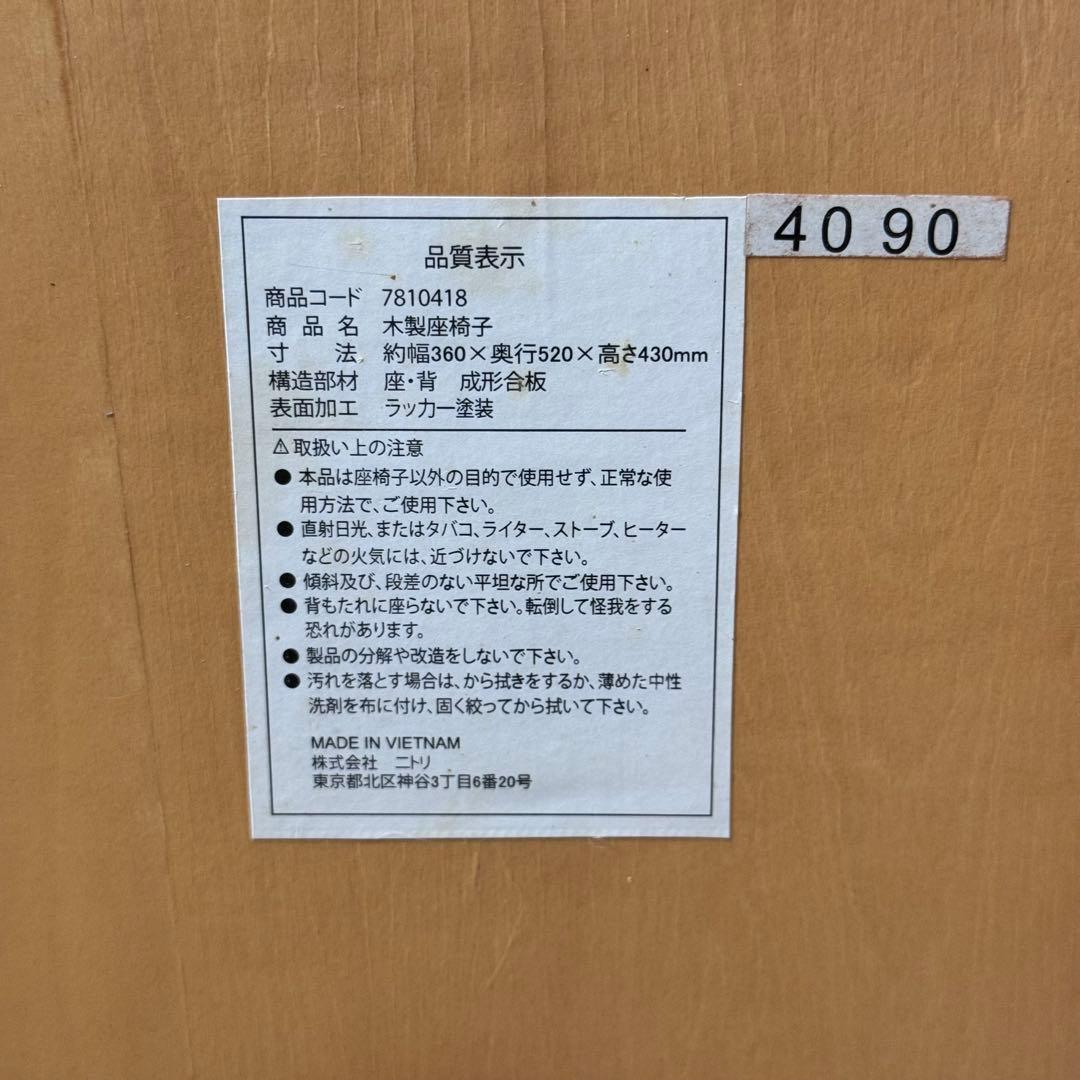 品質表示
4090
商品コード 7810418
商品名 木製座椅子
寸法 約幅360×奥行520×高さ430mm
構造部材 座・背 成形合板
表面加工 ラッカー塗装
⚠取扱い上の注意
● 本品は座椅子以外の目的で使用せず、正常な使
用方法で、ご使用下さい。
● 直射日光、またはタバコ、ライター、ストーブ、ヒーター
などの火気には、近づけないで下さい。
● 傾斜及び、段差のない平坦な所でご使用下さい。
● 背もたれに座らないで下さい。転倒して怪我をする
恐れがあります。
● 製品の分解や改造をしないで下さい。
● 汚れを落とす場合は、から拭きをするか、薄めた中性
洗剤を布に付け、固く絞ってから拭いて下さい。
MADE IN VIETNAM
株式会社 ニトリ
東京都北区神谷3丁目6番20号